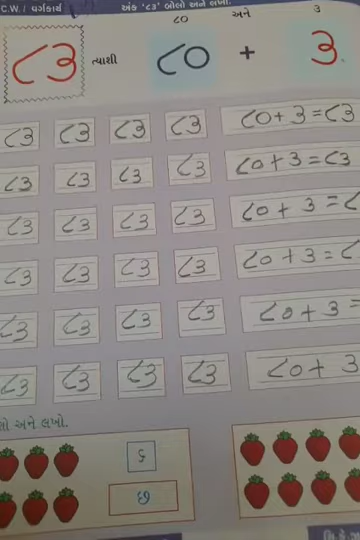 C.W. / વર્ગકાર્ય અંક ‘૮૩’ બોલો અને લખો.
૮૦ અને ૩
૮૩ ત્યાશી ૮૦ + ૩
૮૩ ૮૩ ૮૩ ૮૩ ૮૦ + ૩ = ૮૩
૮૩ ૮૩ ૮૩ ૮૩ ૮૦ + ૩ = ૮૩
૮૩ ૮૩ ૮૩ ૮૩ ૮૦ + ૩ = ૮
૮૩ ૮૩ ૮૩ ૮૩ ૮૦ + ૩ = ૮
૮૩ ૮૩ ૮૩ ૮૩ ૮૦ + ૩ =
૮૩ ૮૩ ૮૩ ૮૩ ૮૦ + ૩
અને લખો.
૬
છ